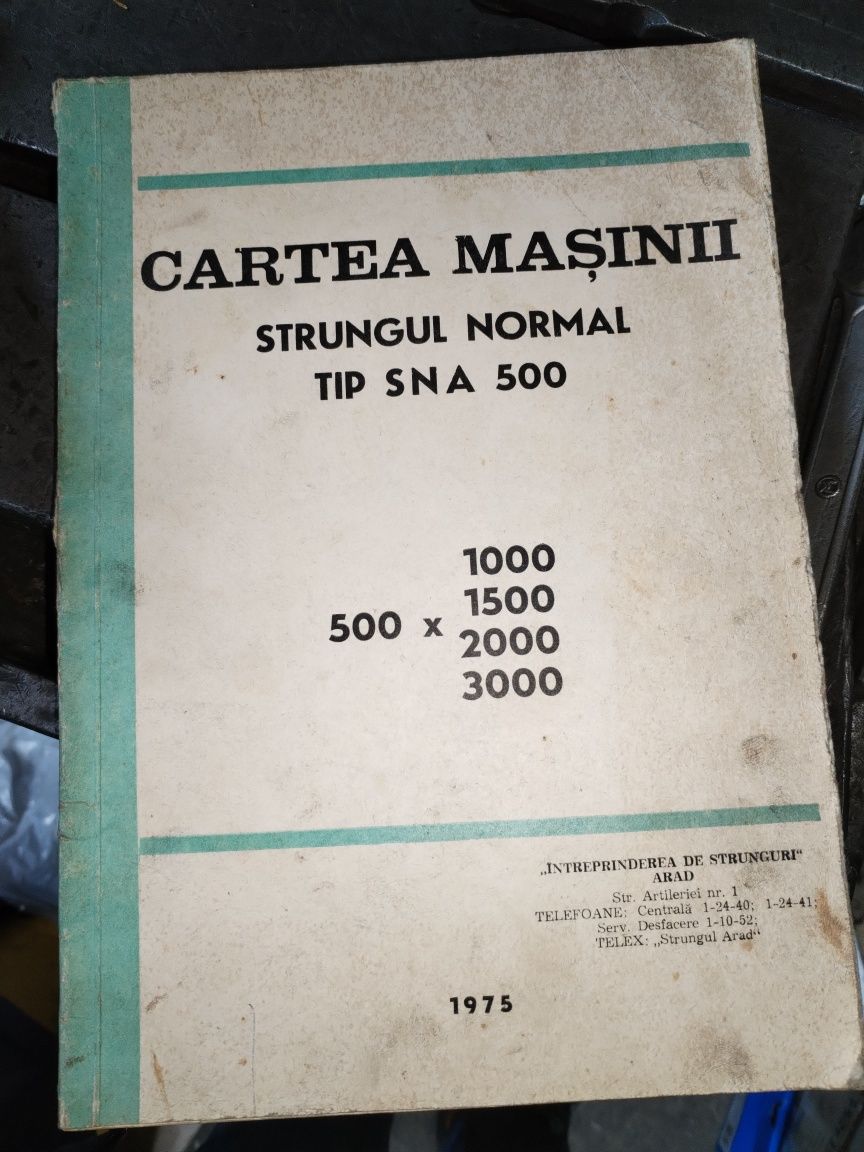 CARTEA MAȘINII
STRUNGUL NORMAL
TIP SNA 500
500 x
1000
1500
2000
3000
„INTREPRINDEREA DE STRUNGURI“
ARAD
Str. Artileriei nr. 1
TELEFOANE: Centrală 1-24-40; 1-24-41;
Serv. Desfacere 1-10-52;
TELEX: „Strungul Arad“
1975